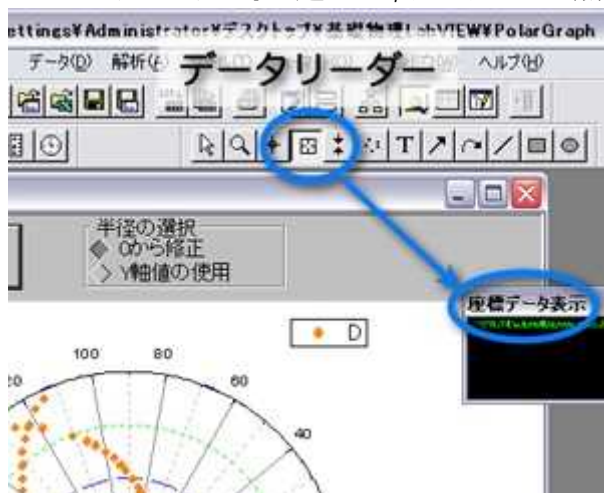 ettings¥Administrator¥デスクトップ¥基礎物理LabVIEW¥PolarGraph
データ(D) 解析(A) ヘルプ(H)
データリーダー
T
半径の選択
0から修正
Y軸値の使用
座標データ表示
D
100 80
60
40